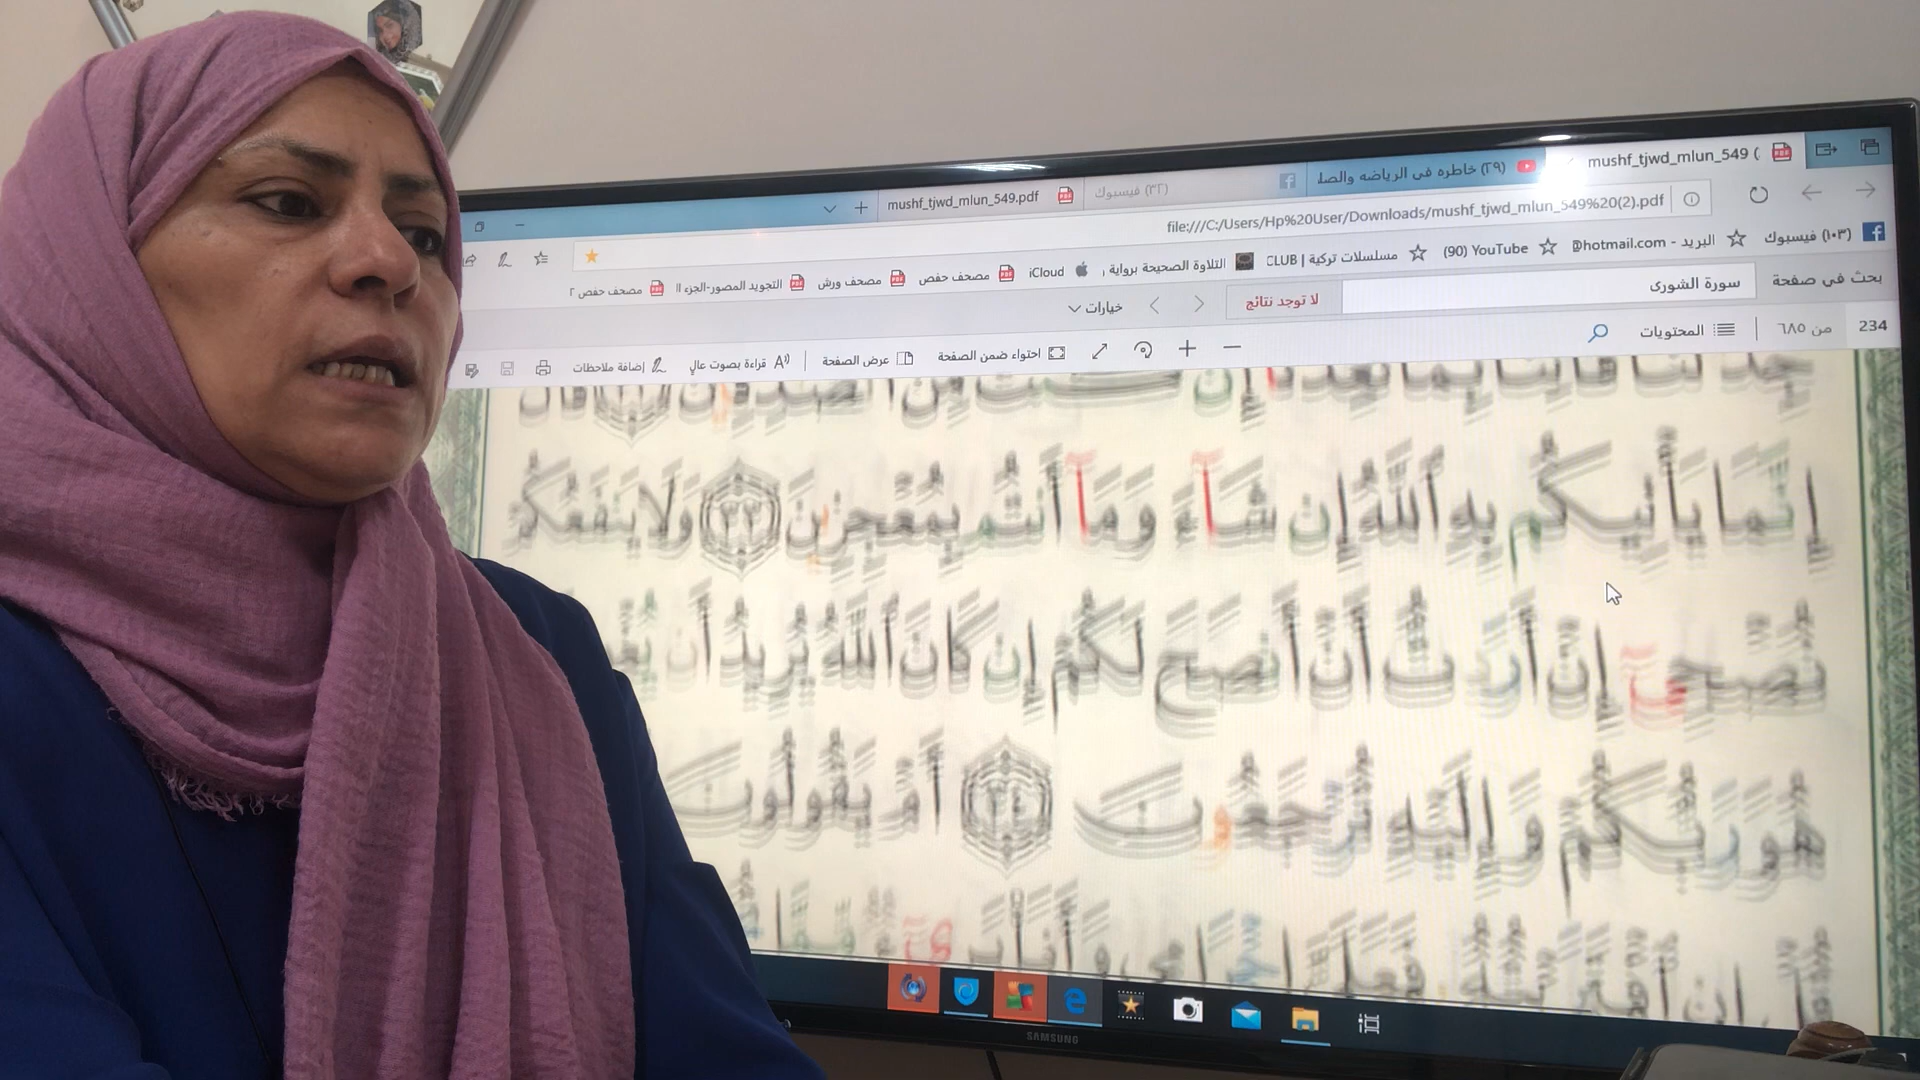 mushf_tjwd_mlun_549 (
(٢٩) خاطره في الرياضه والصا
(٣٢) فيسبوك
mushf_tjwd_mlun_549.pdf
file:///C:/Users/Hp%20User/Downloads/mushf_tjwd_mlun_549%20(2).pdf
(١٠٣) فيسبوك
البريد - @hotmail.com
(90) YouTube
مسلسلات تركية | CLUB
التلاوة الصحيحة برواية
iCloud
مصحف حفص
مصحف ورش
التجويد المصور-الجزء الا
مصحف حفص ٢
بحث في صفحة
سورة الشورى
لا توجد نتائج
خيارات
234 من ٦٨٥
المحتويات
احتواء ضمن الصفحة
عرض الصفحة
قراءة بصوت عالٍ
إضافة ملاحظات
إِنَّمَا يَأْتِيكُم بِهِ ٱللَّهُ إِن شَآءَ وَمَآ أَنتُم بِمُعْجِزِينَ ٣٣ وَلَا يَنفَعُكُمْ
نُصْحِىٓ إِنْ أَرَدتُّ أَنْ أَنصَحَ لَكُمْ إِن كَانَ ٱللَّهُ يُرِيدُ أَن
هُوَ رَبُّكُمْ وَإِلَيْهِ تُرْجَعُونَ ٣٤ أَمْ يَقُولُونَ
SAMSUNG